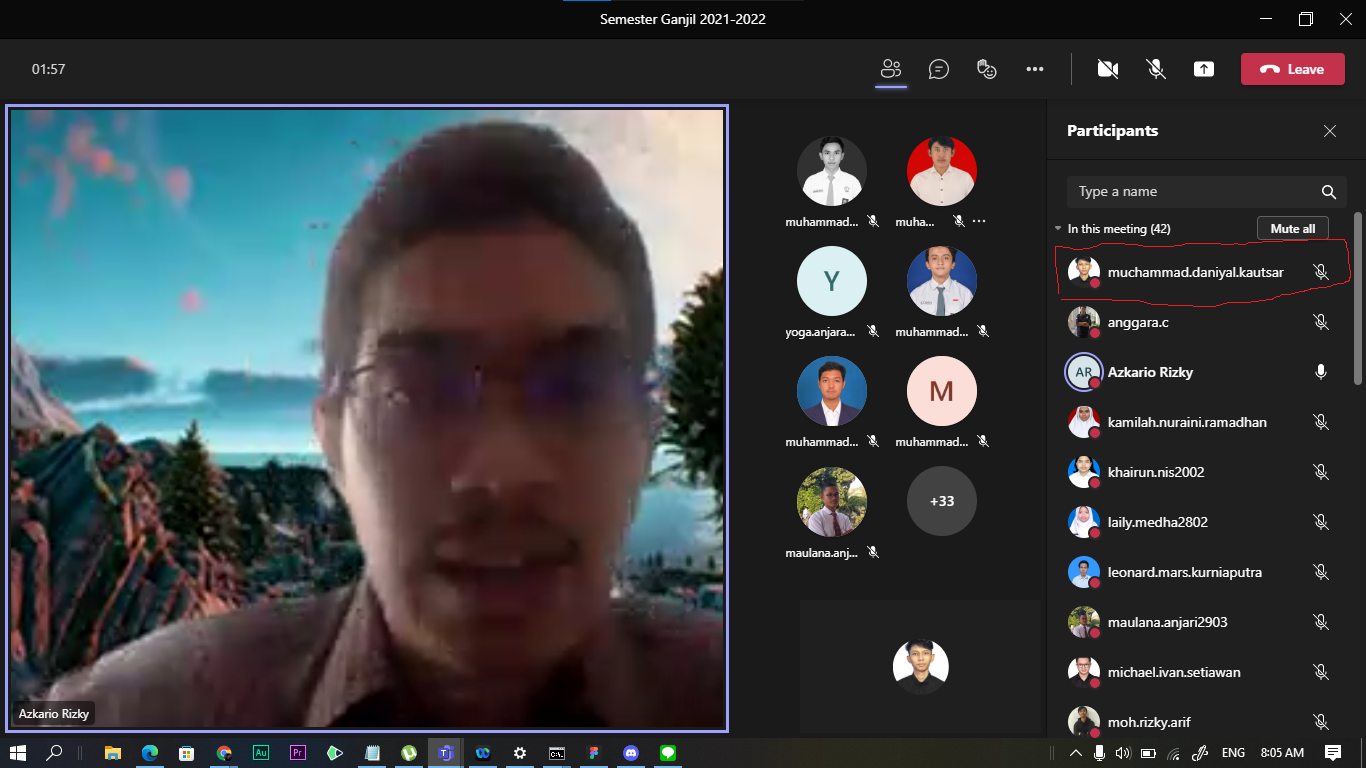 Semester Ganjil 2021-2022
01:57
Leave
Azkario Rizky
muhammad...
muha...
Y
yoga.anjara...
muhammad...
muhammad...
M
muhammad...
maulana.anj...
+33
Participants
Type a name
In this meeting (42)
Mute all
muchammad.daniyal.kautsar
anggara.c
AR
Azkario Rizky
kamilah.nuraini.ramadhan
khairun.nis2002
laily.medha2802
leonard.mars.kurniaputra
maulana.anjari2903
michael.ivan.setiawan
moh.rizky.arif
Au
Pr
ENG
8:05 AM